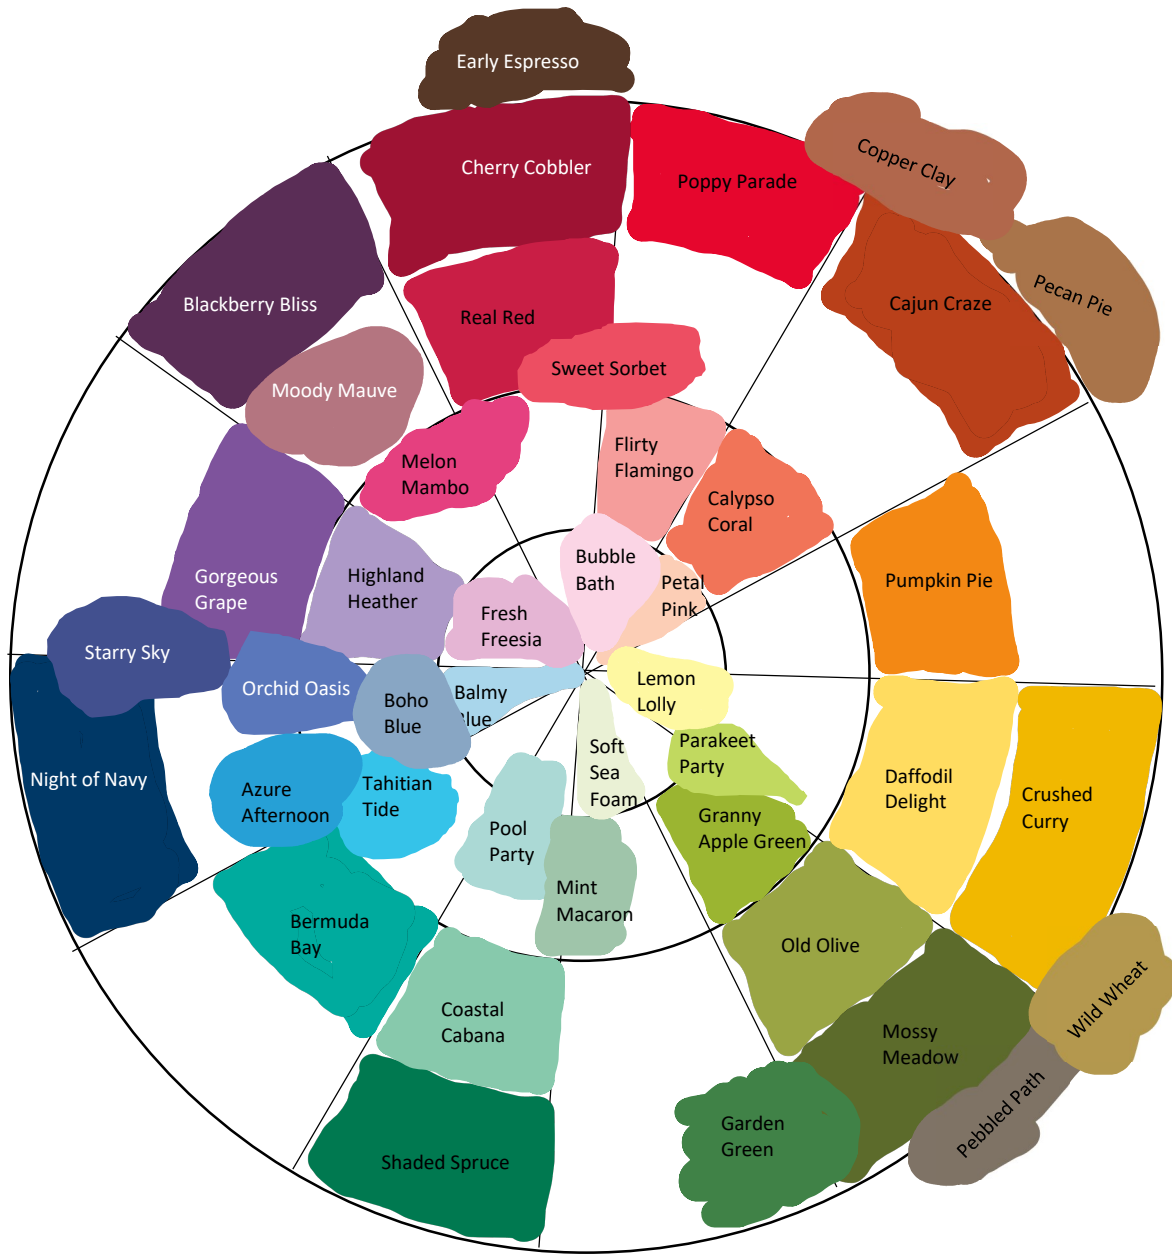 Early Espresso
Cherry Cobbler
Poppy Parade
Copper Clay
Pecan Pie
Blackberry Bliss
Real Red
Cajun Craze
Sweet Sorbet
Moody Mauve
Melon
Mambo
Flirty
Flamingo
Calypso
Coral
Gorgeous
Grape
Highland
Heather
Fresh
Freesia
Bubble
Bath
Petal
Pink
Pumpkin Pie
Starry Sky
Orchid Oasis
Boho
Blue
Balmy
Blue
Lemon
Lolly
Night of Navy
Azure
Afternoon
Tahitian
Tide
Soft
Sea
Foam
Parakeet
Party
Daffodil
Delight
Crushed
Curry
Pool
Party
Granny
Apple Green
Mint
Macaron
Bermuda
Bay
Old Olive
Coastal
Cabana
Mossy
Meadow
Wild Wheat
Pebbled Path
Garden
Green
Shaded Spruce